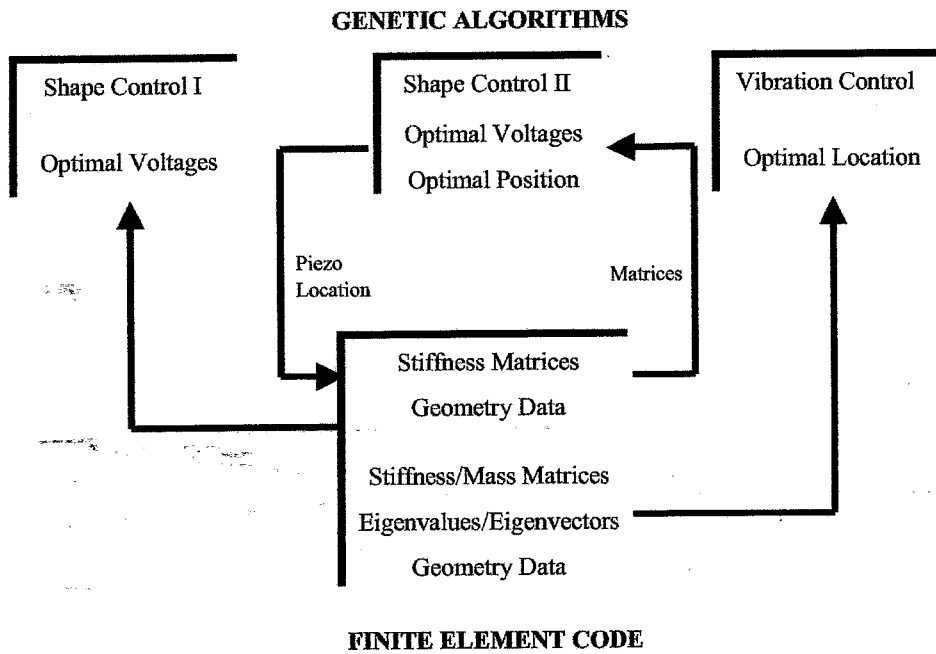 GENETIC ALGORITHMS
Shape Control I
Optimal Voltages
Shape Control II
Optimal Voltages
Optimal Position
Vibration Control
Optimal Location
Piezo
Location
Matrices
Stiffness Matrices
Geometry Data
Stiffness/Mass Matrices
Eigenvalues/Eigenvectors
Geometry Data
FINITE ELEMENT CODE